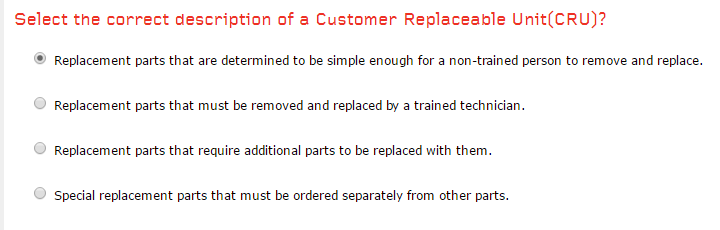 Select the correct description of a Customer Replaceable Unit(CRU)?
Replacement parts that are determined to be simple enough for a non-trained person to remove and replace.
Replacement parts that must be removed and replaced by a trained technician.
Replacement parts that require additional parts to be replaced with them.
Special replacement parts that must be ordered separately from other parts.